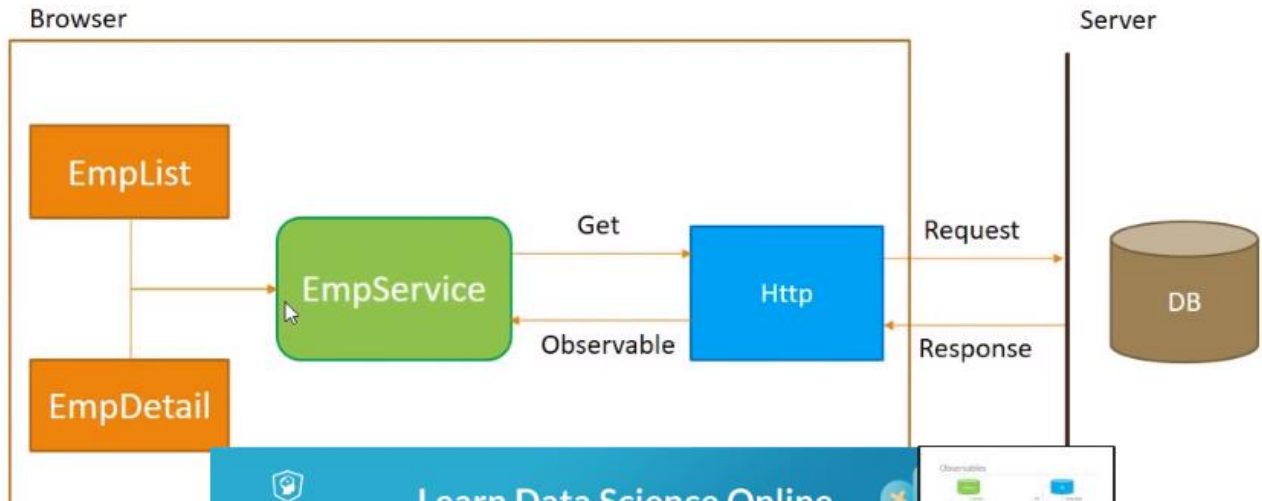 Browser
Server
EmpList
EmpService
Get
Http
Request
DB
Observable
Response
EmpDetail
Learn Data Science Online
Observables